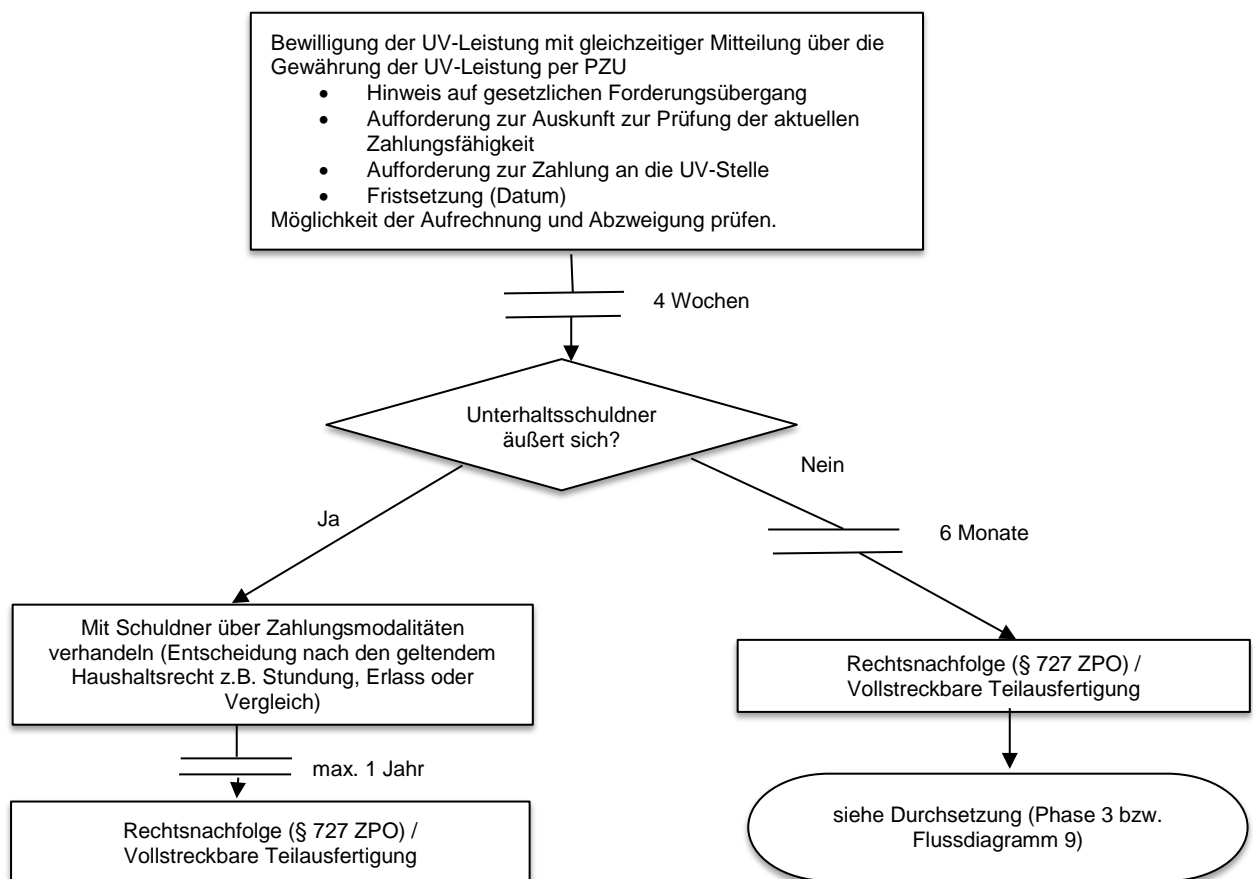 Bewilligung der UV-Leistung mit gleichzeitiger Mitteilung über die
Gewährung der UV-Leistung per PZU
• Hinweis auf gesetzlichen Forderungsübergang
• Aufforderung zur Auskunft zur Prüfung der aktuellen
Zahlungsfähigkeit
• Aufforderung zur Zahlung an die UV-Stelle
• Fristsetzung (Datum)
Möglichkeit der Aufrechnung und Abzweigung prüfen.
4 Wochen
Unterhaltsschuldner
äußert sich?
Nein
Ja
6 Monate
Mit Schuldner über Zahlungsmodalitäten
verhandeln (Entscheidung nach den geltendem
Haushaltsrecht z.B. Stundung, Erlass oder
Vergleich)
Rechtsnachfolge (§ 727 ZPO) /
Vollstreckbare Teilausfertigung
max. 1 Jahr
Rechtsnachfolge (§ 727 ZPO) /
Vollstreckbare Teilausfertigung
siehe Durchsetzung (Phase 3 bzw.
Flussdiagramm 9)